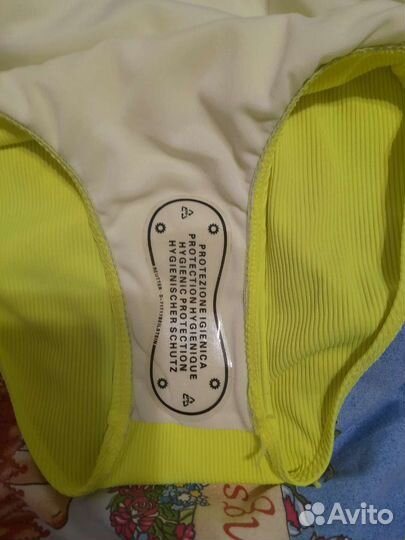 PROTEZIONE IGIENICA
PROTECTION HYGIENIQUE
HYGIENIC PROTECTION
HYGIENISCHER SCHUTZ
Avito